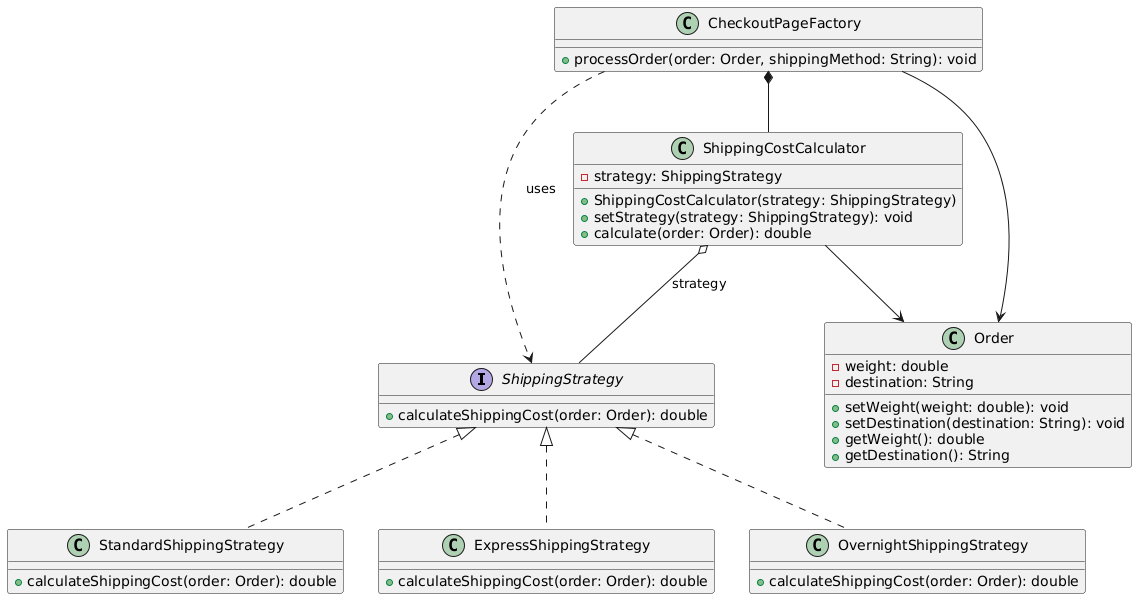 C CheckoutPageFactory
processOrder(order: Order, shippingMethod: String): void
uses
C ShippingCostCalculator
strategy: ShippingStrategy
ShippingCostCalculator(strategy: ShippingStrategy)
setStrategy(strategy: ShippingStrategy): void
calculate(order: Order): double
strategy
C Order
weight: double
destination: String
setWeight(weight: double): void
setDestination(destination: String): void
getWeight(): double
getDestination(): String
I ShippingStrategy
calculateShippingCost(order: Order): double
C StandardShippingStrategy
calculateShippingCost(order: Order): double
C ExpressShippingStrategy
calculateShippingCost(order: Order): double
C OvernightShippingStrategy
calculateShippingCost(order: Order): double